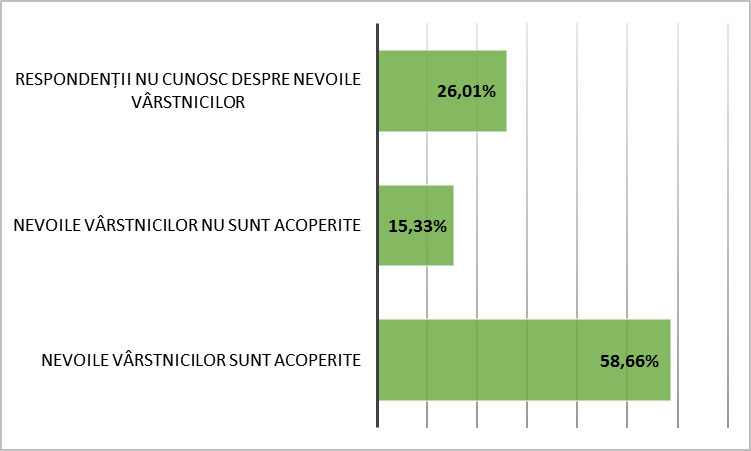 RESPONDENȚII NU CUNOSC DESPRE NEVOILE
VÂRSTNICILOR
26,01%
NEVOILE VÂRSTNICILOR NU SUNT ACOPERITE
15,33%
NEVOILE VÂRSTNICILOR SUNT ACOPERITE
58,66%